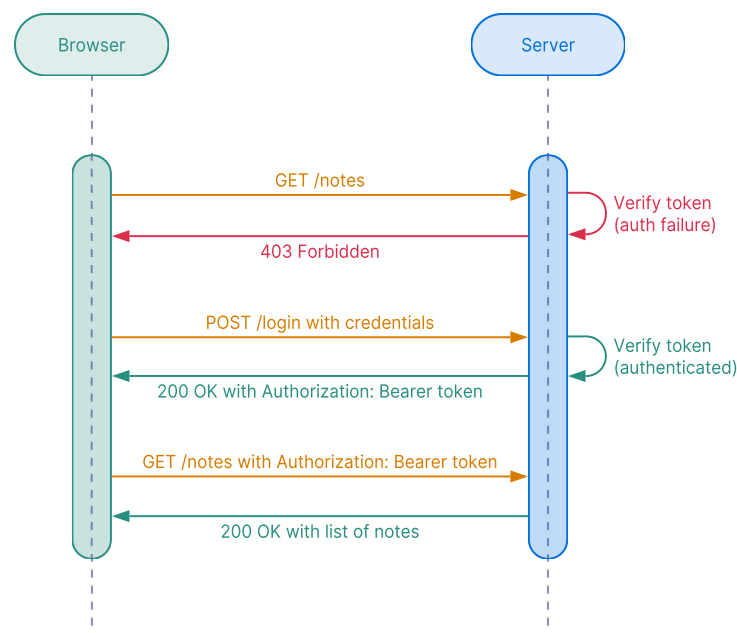 Browser
Server
GET /notes
Verify token
(auth failure)
403 Forbidden
POST /login with credentials
Verify token
(authenticated)
200 OK with Authorization: Bearer token
GET /notes with Authorization: Bearer token
200 OK with list of notes